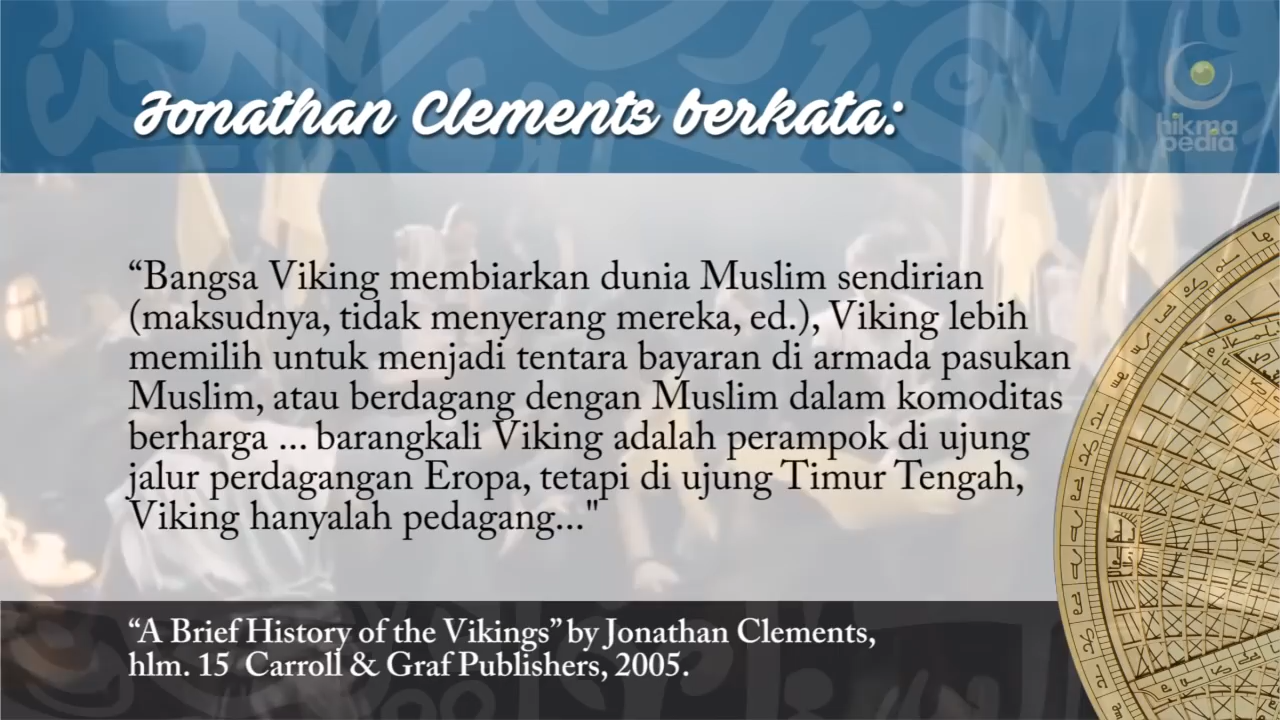 Jonathan Clements berkata:
hikma
pedia
“Bangsa Viking membiarkan dunia Muslim sendirian
(maksudnya, tidak menyerang mereka, ed.), Viking lebih
memilih untuk menjadi tentara bayaran di armada pasukan
Muslim, atau berdagang dengan Muslim dalam komoditas
berharga ... barangkali Viking adalah perampok di ujung
jalur perdagangan Eropa, tetapi di ujung Timur Tengah,
Viking hanyalah pedagang..."
“A Brief History of the Vikings” by Jonathan Clements,
hlm. 15 Carroll & Graf Publishers, 2005.